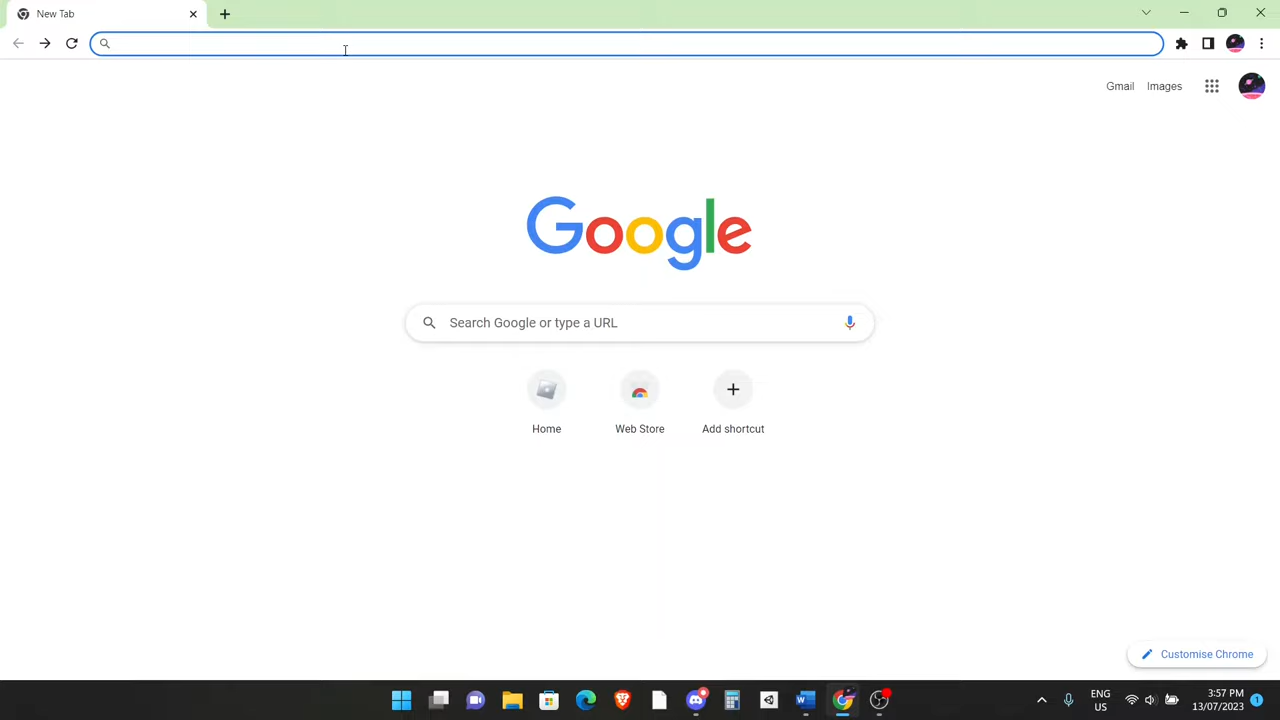 New Tab
Gmail Images
Google
Search Google or type a URL
Home Web Store Add shortcut
Customise Chrome
ENG 3:57 PM
US 13/07/2023 1